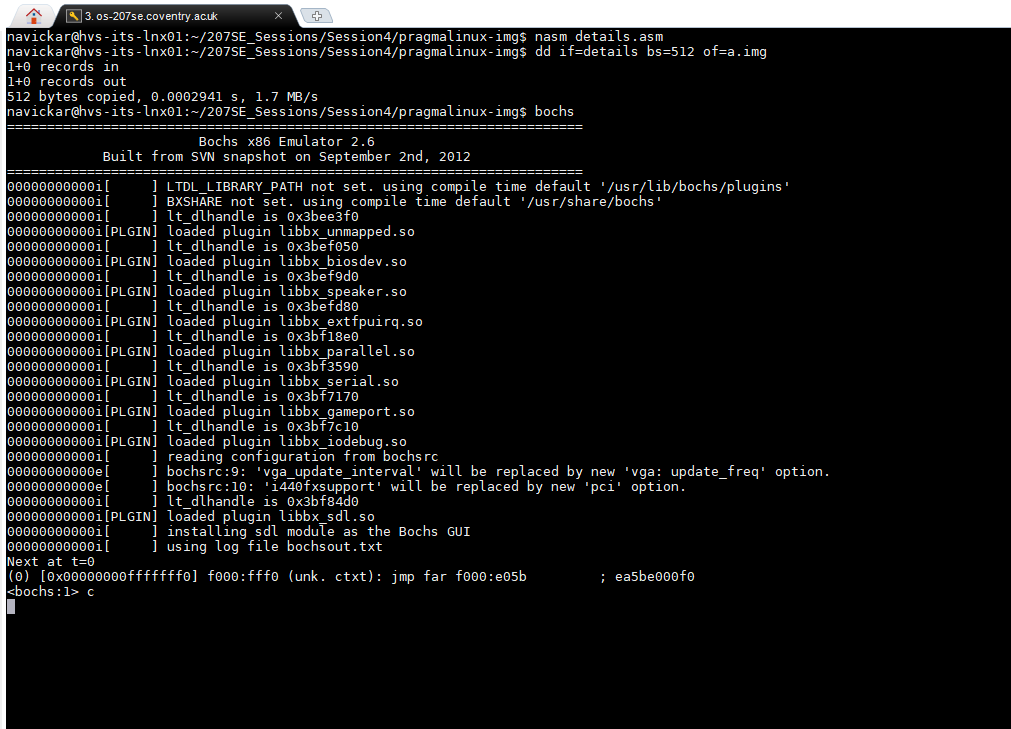 3. os-207se.coventry.ac.uk
navickar@hvs-its-lnx01:~/207SE_Sessions/Session4/pragmalinux-img$ nasm details.asm
navickar@hvs-its-lnx01:~/207SE_Sessions/Session4/pragmalinux-img$ dd if=details bs=512 of=a.img
1+0 records in
1+0 records out
512 bytes copied, 0.0002941 s, 1.7 MB/s
navickar@hvs-its-lnx01:~/207SE_Sessions/Session4/pragmalinux-img$ bochs
========================================================================
Bochs x86 Emulator 2.6
Built from SVN snapshot on September 2nd, 2012
========================================================================
00000000000i[     ] LTDL_LIBRARY_PATH not set. using compile time default '/usr/lib/bochs/plugins'
00000000000i[     ] BXSHARE not set. using compile time default '/usr/share/bochs'
00000000000i[     ] lt_dlhandle is 0x3bee3f0
00000000000i[PLGIN] loaded plugin libbx_unmapped.so
00000000000i[     ] lt_dlhandle is 0x3bef050
00000000000i[PLGIN] loaded plugin libbx_biosdev.so
00000000000i[     ] lt_dlhandle is 0x3bef9d0
00000000000i[PLGIN] loaded plugin libbx_speaker.so
00000000000i[     ] lt_dlhandle is 0x3befd80
00000000000i[PLGIN] loaded plugin libbx_extfpuirq.so
00000000000i[     ] lt_dlhandle is 0x3bf18e0
00000000000i[PLGIN] loaded plugin libbx_parallel.so
00000000000i[     ] lt_dlhandle is 0x3bf3590
00000000000i[PLGIN] loaded plugin libbx_serial.so
00000000000i[     ] lt_dlhandle is 0x3bf7170
00000000000i[PLGIN] loaded plugin libbx_gameport.so
00000000000i[     ] lt_dlhandle is 0x3bf7c10
00000000000i[PLGIN] loaded plugin libbx_iodebug.so
00000000000i[     ] reading configuration from bochsrc
00000000000e[     ] bochsrc:9: 'vga_update_interval' will be replaced by new 'vga: update_freq' option.
00000000000e[     ] bochsrc:10: 'i440fxsupport' will be replaced by new 'pci' option.
00000000000i[     ] lt_dlhandle is 0x3bf84d0
00000000000i[PLGIN] loaded plugin libbx_sdl.so
00000000000i[     ] installing sdl module as the Bochs GUI
00000000000i[     ] using log file bochsout.txt
Next at t=0
(0) [0x00000000fffffff0] f000:fff0 (unk. ctxt): jmp far f000:e05b         ; ea5be000f0
<bochs:1> c